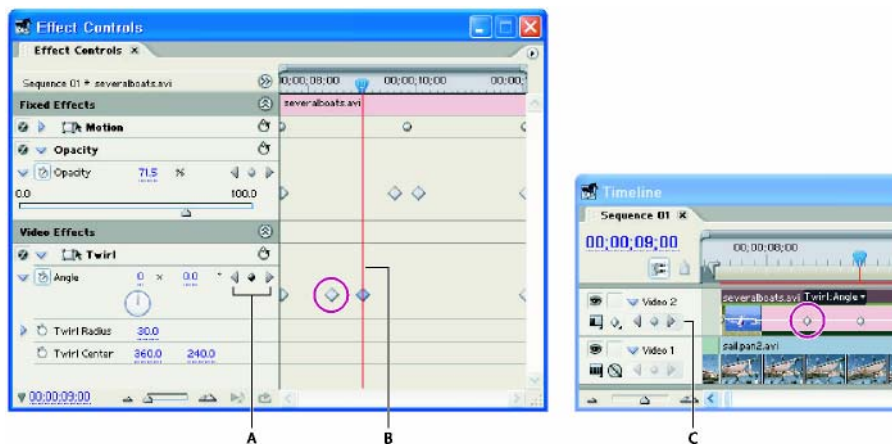 Effect Controls
Effect Controls ×
Sequence 01 * severalboats.avi
0;00;08;00 00;00;10;00 00;00;
Fixed Effects
severalboats.avi
Motion
Opacity
Opacity 71.5 %
0.0 100.0
Video Effects
Twirl
Angle 0 × 0.0 °
Twirl Radius 30.0
Twirl Center 360.0 240.0
00;00;09;00
A B
Timeline
Sequence 01 ×
00;00;09;00 00;00;08;00
Video 2
severalboats.avi Twirl:Angle
Video 1
sailpan2.avi
C